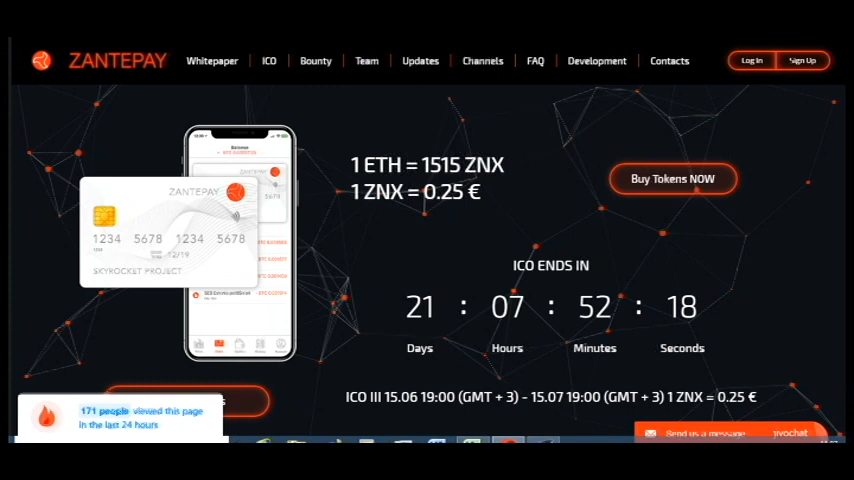 ZANTEPAY
Whitepaper
ICO
Bounty
Team
Updates
Channels
FAQ
Development
Contacts
Log In
Sign Up
Balance
ZANTEPAY
1234 5678 1234 5678
12/19
SKYROCKET PROJECT
5678
1 ETH = 1515 ZNX
1 ZNX = 0.25 €
Buy Tokens NOW
ICO ENDS IN
21 : 07 : 52 : 18
Days Hours Minutes Seconds
ICO III 15.06 19:00 (GMT + 3) - 15.07 19:00 (GMT + 3) 1 ZNX = 0.25 €
171 people viewed this page
in the last 24 hours
Send us a message
jivochat